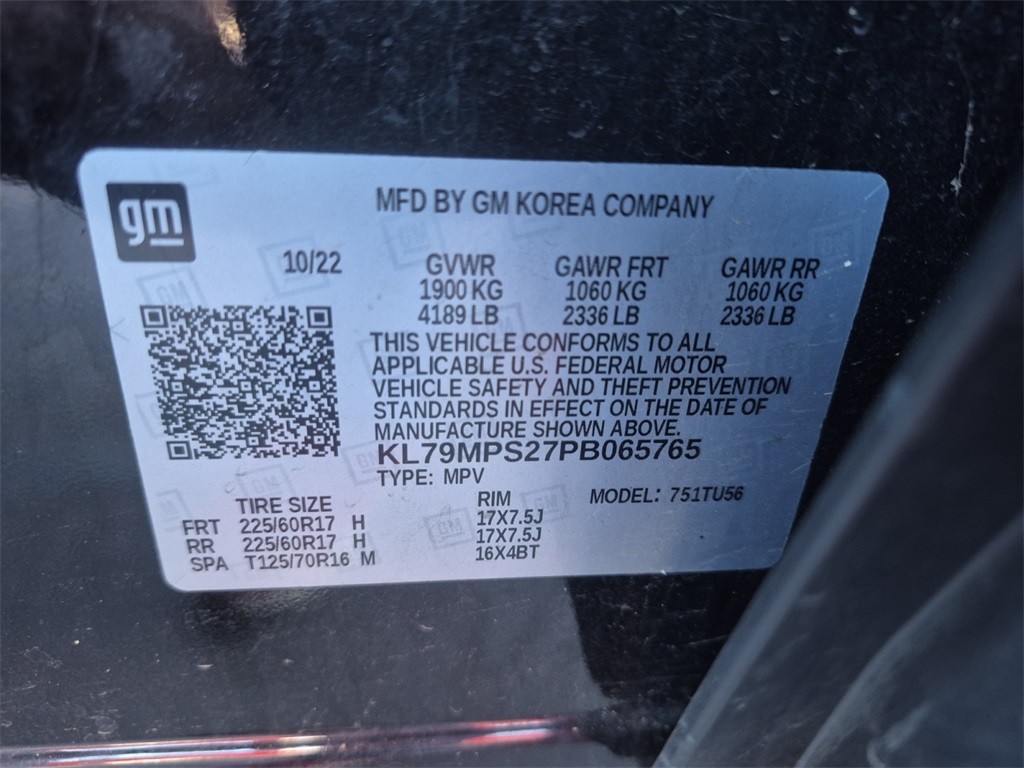 gm
MFD BY GM KOREA COMPANY
10/22 GVWR GAWR FRT GAWR RR
1900 KG 1060 KG 1060 KG
4189 LB 2336 LB 2336 LB
THIS VEHICLE CONFORMS TO ALL
APPLICABLE U.S. FEDERAL MOTOR
VEHICLE SAFETY AND THEFT PREVENTION
STANDARDS IN EFFECT ON THE DATE OF
MANUFACTURE SHOWN ABOVE.
KL79MPS27PB065765
TYPE: MPV MODEL: 751TU56
TIRE SIZE RIM
FRT 225/60R17 H 17X7.5J
RR 225/60R17 H 17X7.5J
SPA T125/70R16 M 16X4BT